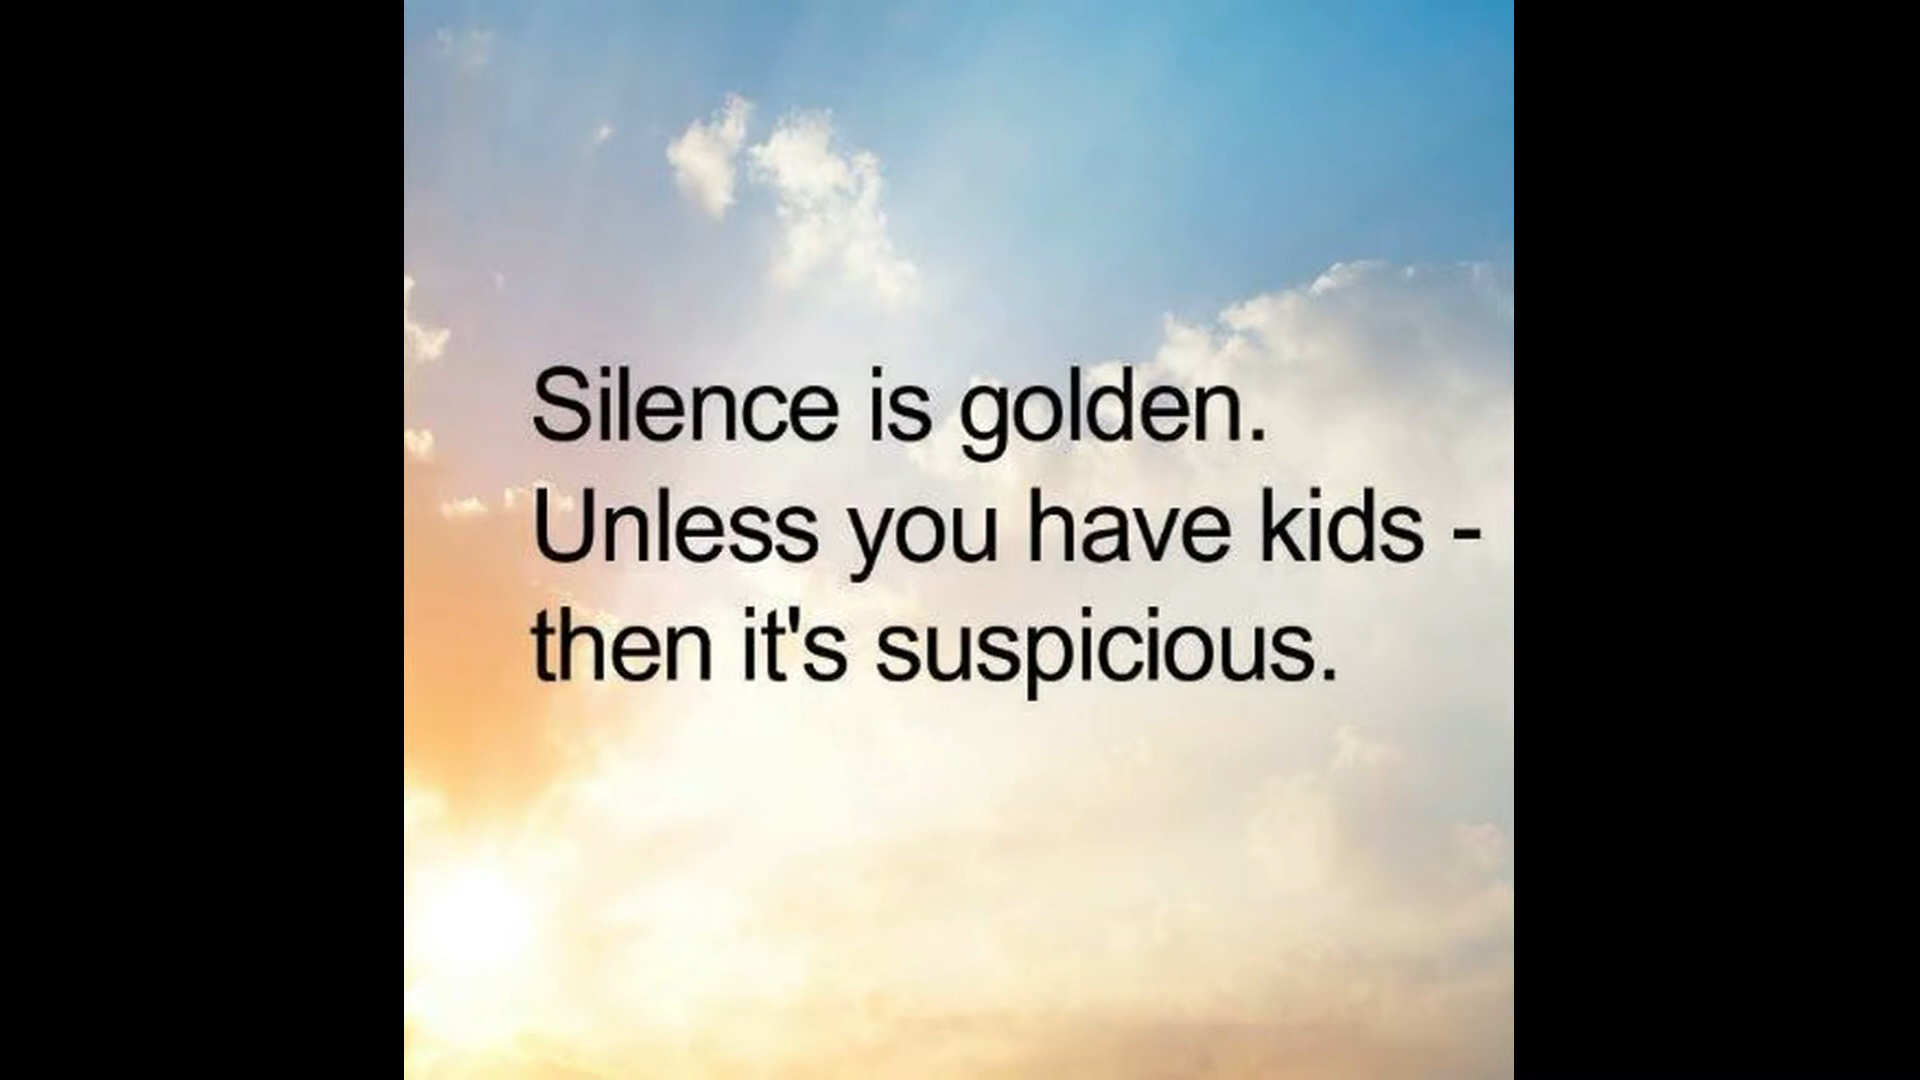 Silence is golden.
Unless you have kids -
then it's suspicious.